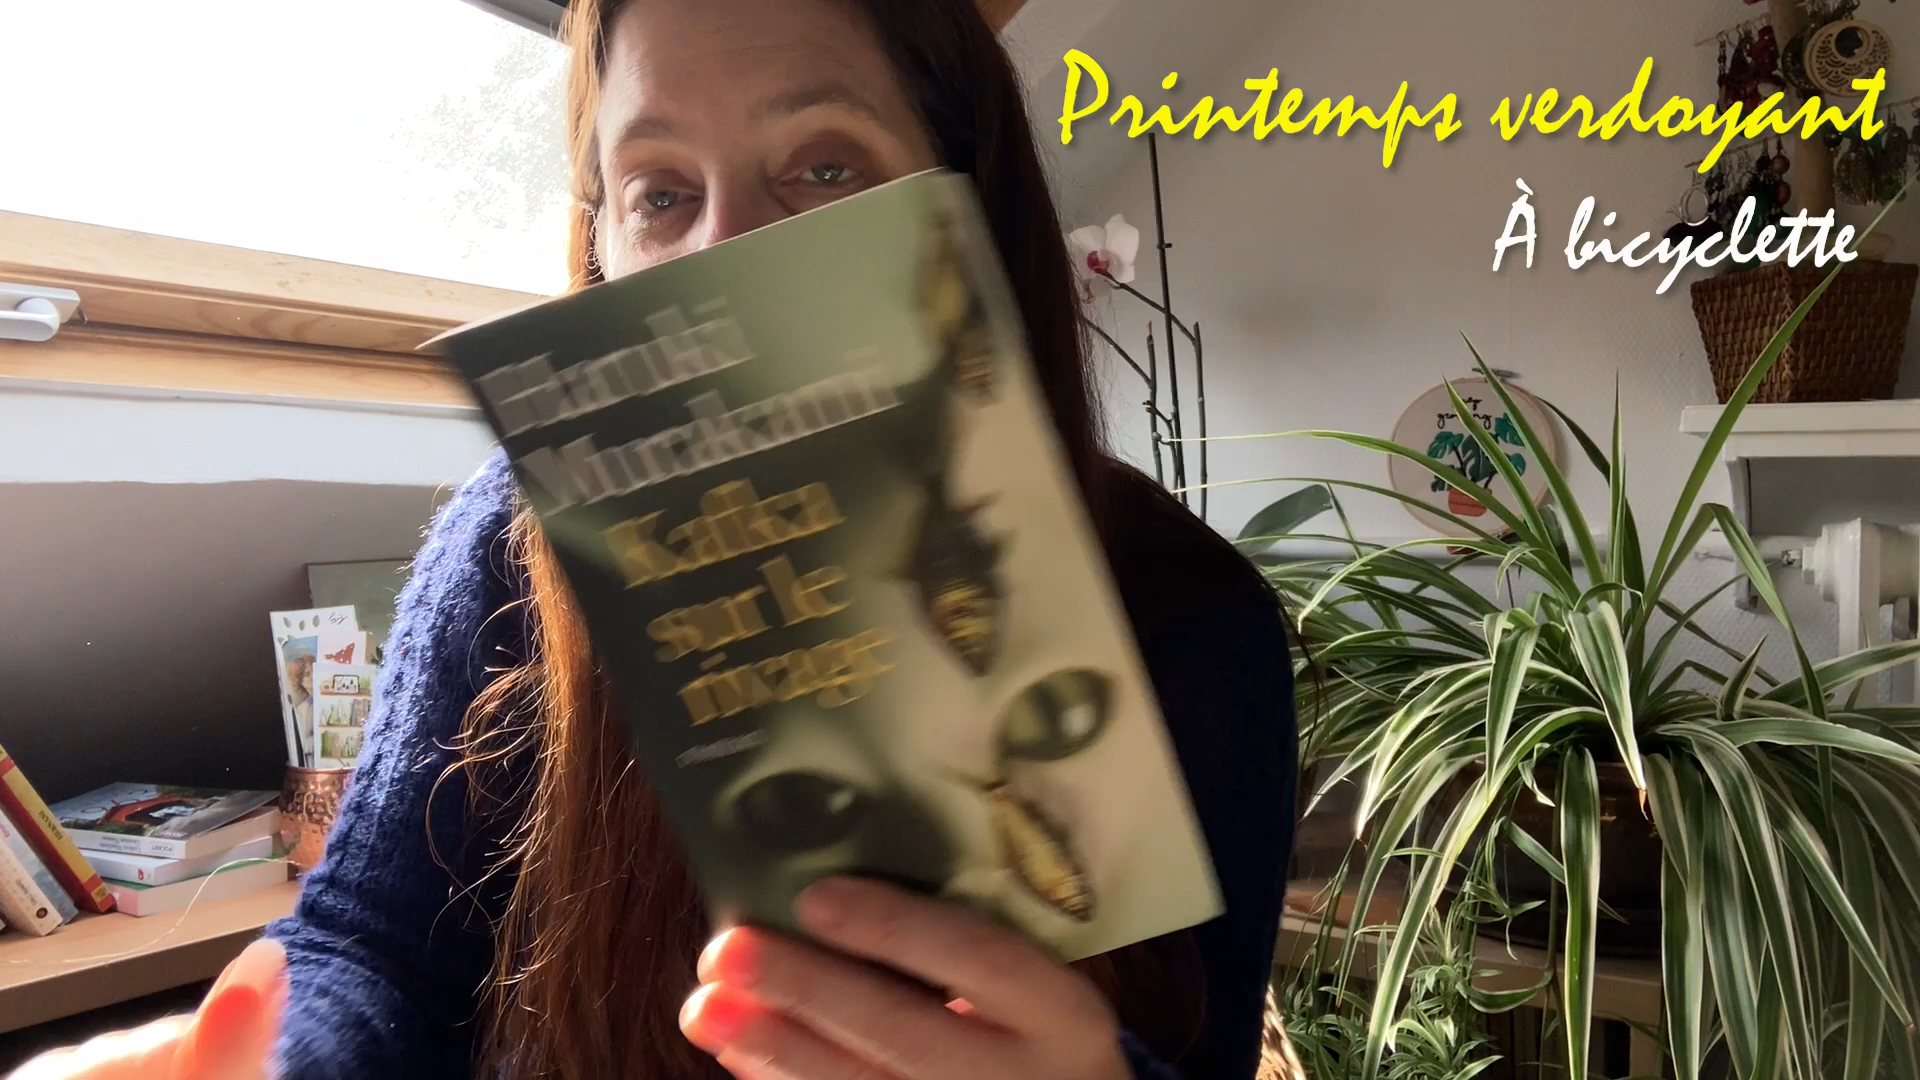 Printemps verdoyant
À bicyclette
Haruki
Murakami
Kafka
sur le
rivage